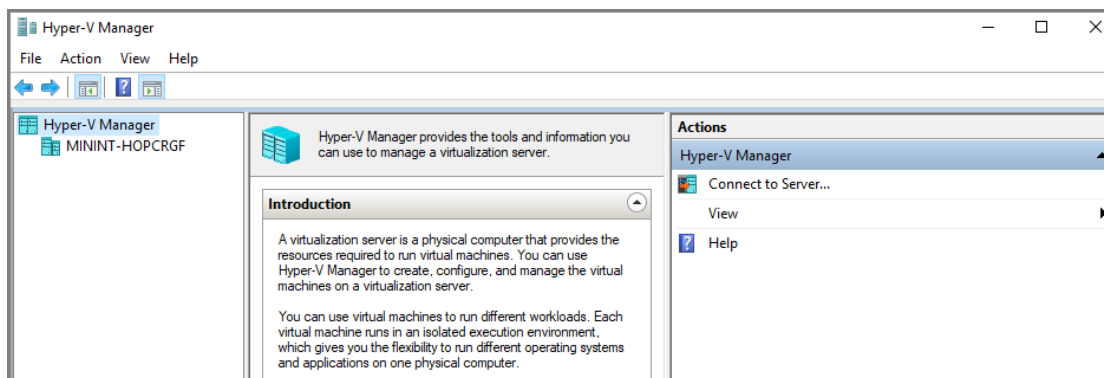 Hyper-V Manager
File Action View Help
Hyper-V Manager
MININT-HOPCRGF
Hyper-V Manager provides the tools and information you
can use to manage a virtualization server.
Introduction
A virtualization server is a physical computer that provides the
resources required to run virtual machines. You can use
Hyper-V Manager to create, configure, and manage the virtual
machines on a virtualization server.
You can use virtual machines to run different workloads. Each
virtual machine runs in an isolated execution environment,
which gives you the flexibility to run different operating systems
and applications on one physical computer.
Actions
Hyper-V Manager
Connect to Server...
View
Help